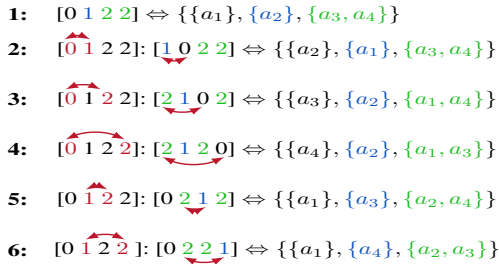 1: [0 1 2 2] ⇔ {{a₁}, {a₂}, {a₃, a₄}}
2: [0 1 2 2]: [1 0 2 2] ⇔ {{a₂}, {a₁}, {a₃, a₄}}
3: [0 1 2 2]: [2 1 0 2] ⇔ {{a₃}, {a₂}, {a₁, a₄}}
4: [0 1 2 2]: [2 1 2 0] ⇔ {{a₄}, {a₂}, {a₁, a₃}}
5: [0 1 2 2]: [0 2 1 2] ⇔ {{a₁}, {a₃}, {a₂, a₄}}
6: [0 1 2 2 ]: [0 2 2 1] ⇔ {{a₁}, {a₄}, {a₂, a₃}}